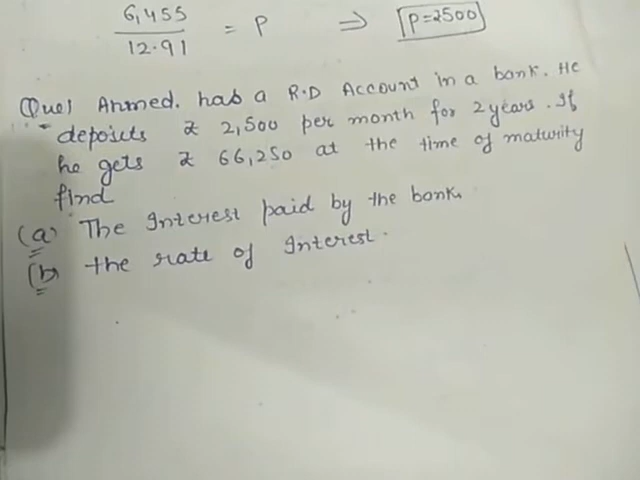 6,455
12.91 = P ⇒ P=2500
Ques Ahmed. has a R.D Account in a bank. He
deposits ₹ 2,500 per month for 2 years. If
he gets ₹ 66,250 at the time of maturity
find
(a) The Interest paid by the bank.
(b) the rate of Interest.